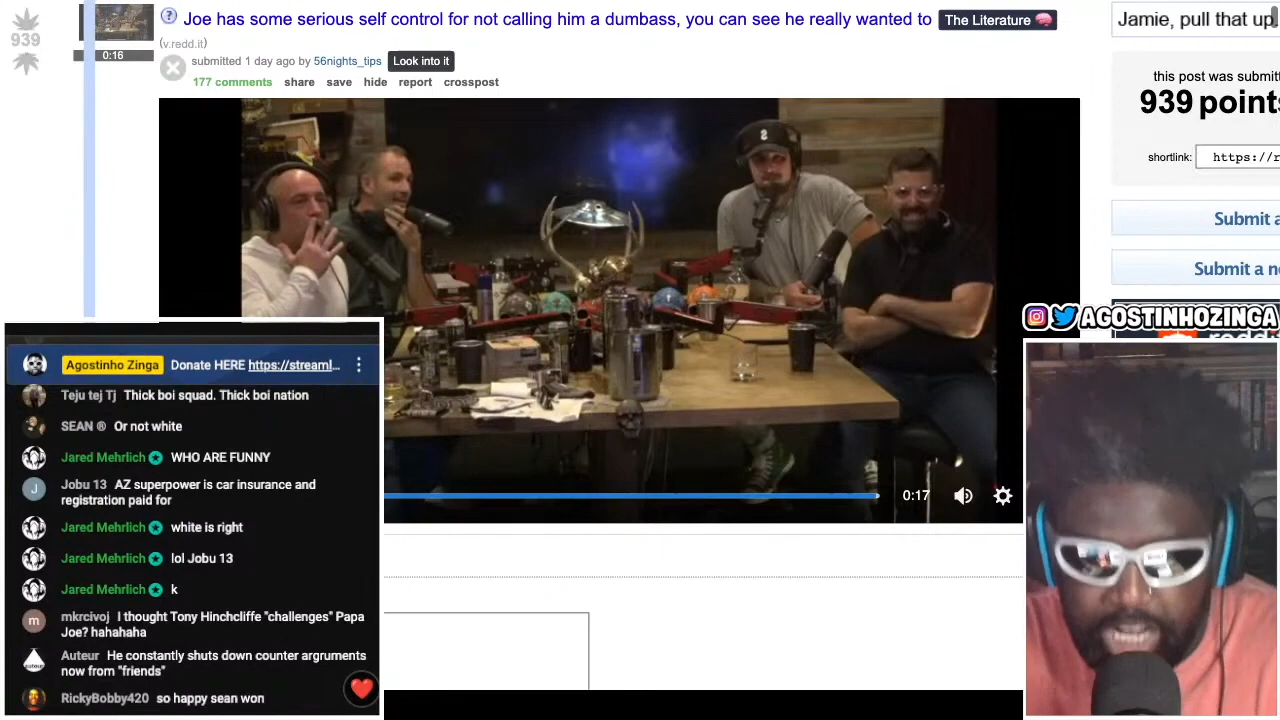 939
0:16
Joe has some serious self control for not calling him a dumbass, you can see he really wanted to The Literature 🧠
(v.redd.it)
submitted 1 day ago by 56nights_tips Look into it
177 comments share save hide report crosspost
Jamie, pull that up
this post was submitt
939 points
shortlink: https://r
Submit a
Submit a ne
0:17
AGOSTINHOZINGA
Agostinho Zinga Donate HERE https://streaml...
Teju tej Tj Thick boi squad. Thick boi nation
SEAN ® Or not white
Jared Mehrlich WHO ARE FUNNY
J
Jobu 13 AZ superpower is car insurance and
registration paid for
Jared Mehrlich white is right
Jared Mehrlich lol Jobu 13
Jared Mehrlich k
m
mkrcivoj I thought Tony Hinchcliffe "challenges" Papa
Joe? hahahaha
Auteur He constantly shuts down counter argruments
now from "friends"
RickyBobby420 so happy sean won